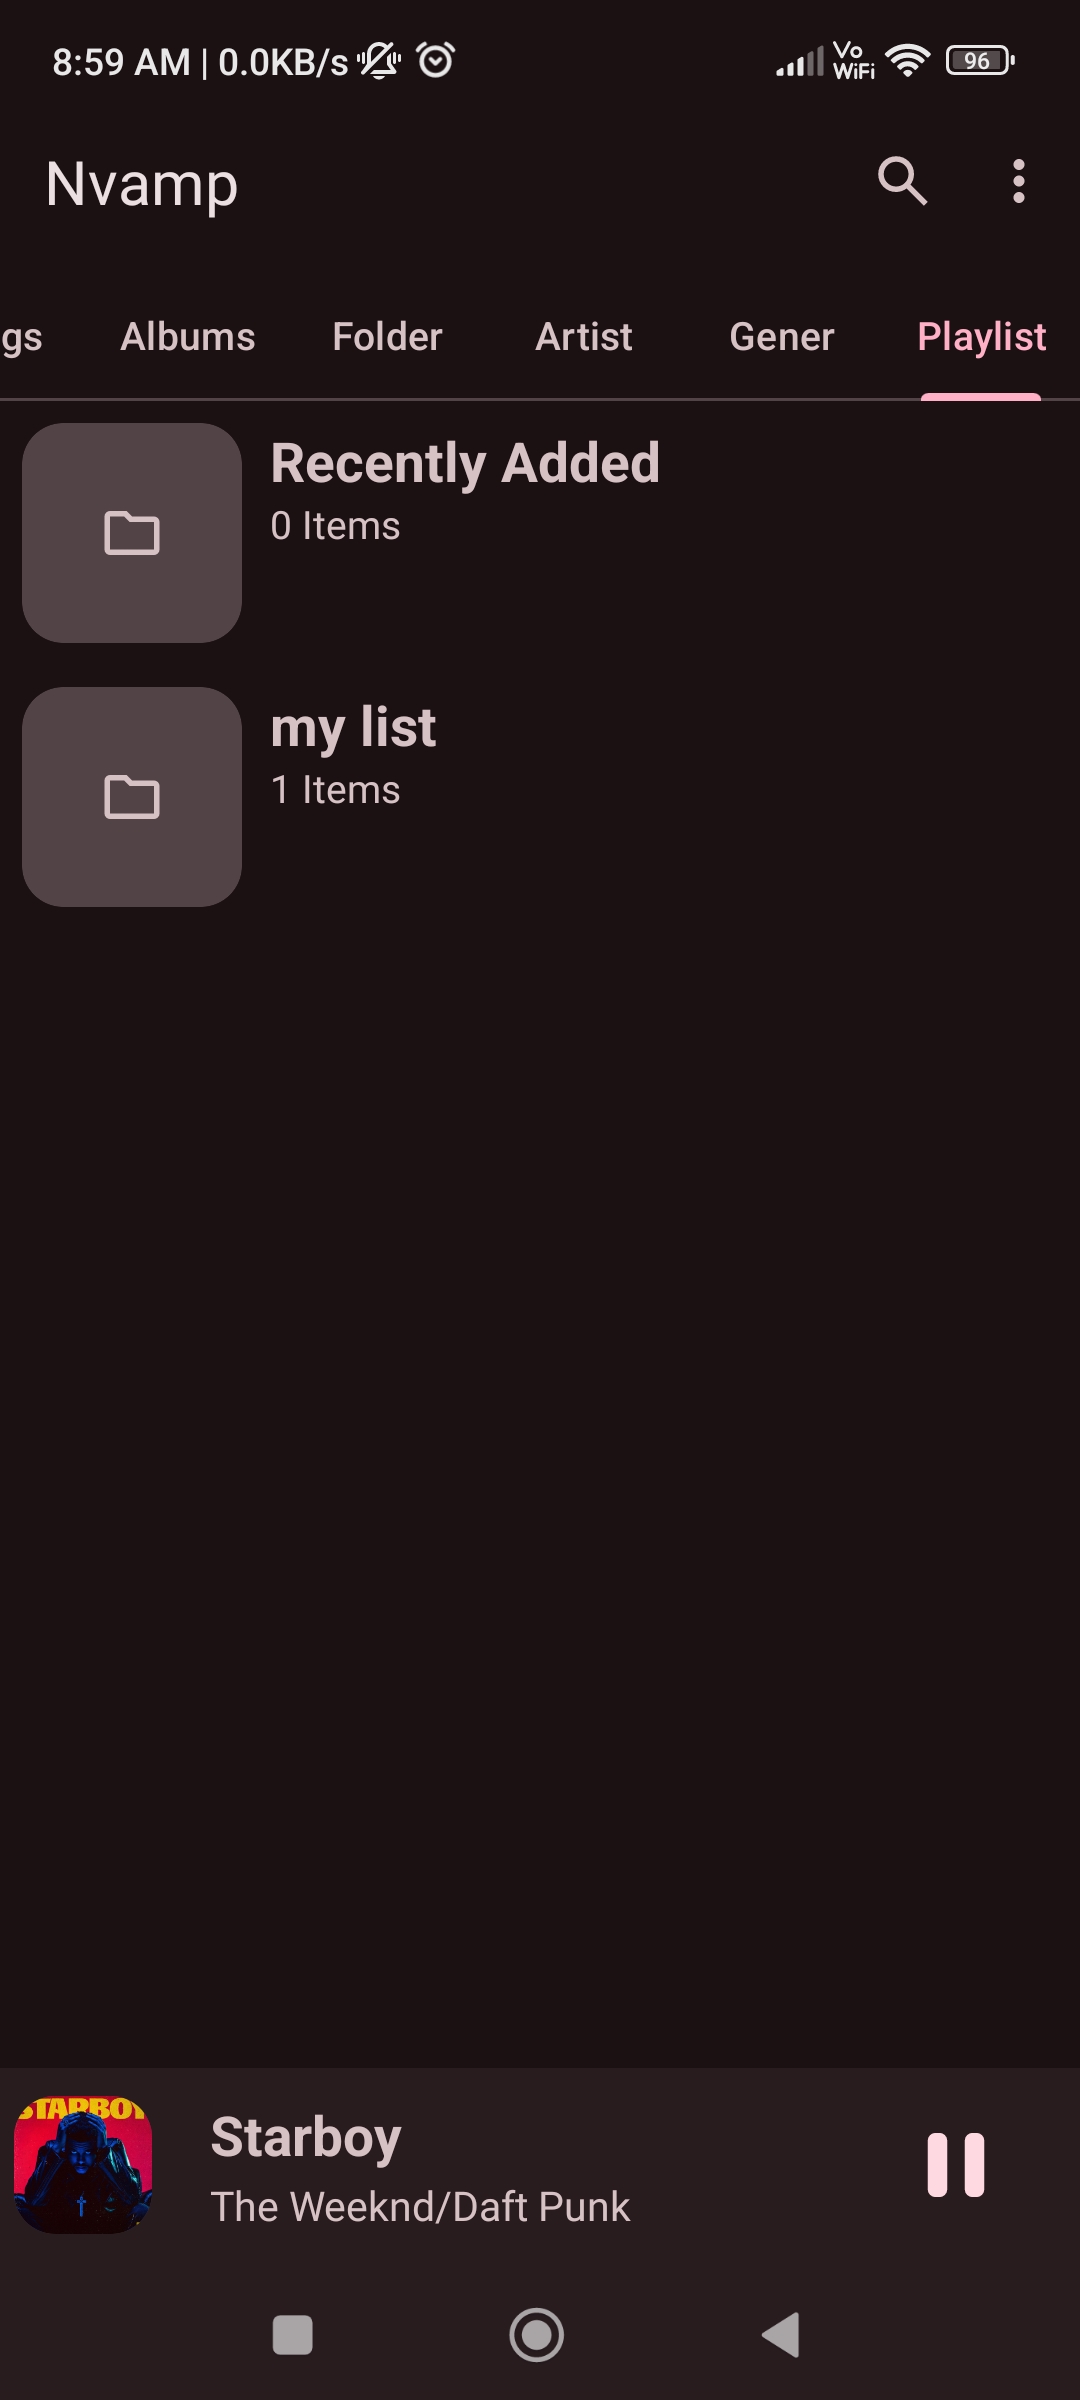 8:59 AM | 0.0KB/s Vo WiFi 96
Nvamp
gs Albums Folder Artist Gener Playlist
Recently Added
0 Items
my list
1 Items
STARBOY
Starboy
The Weeknd/Daft Punk